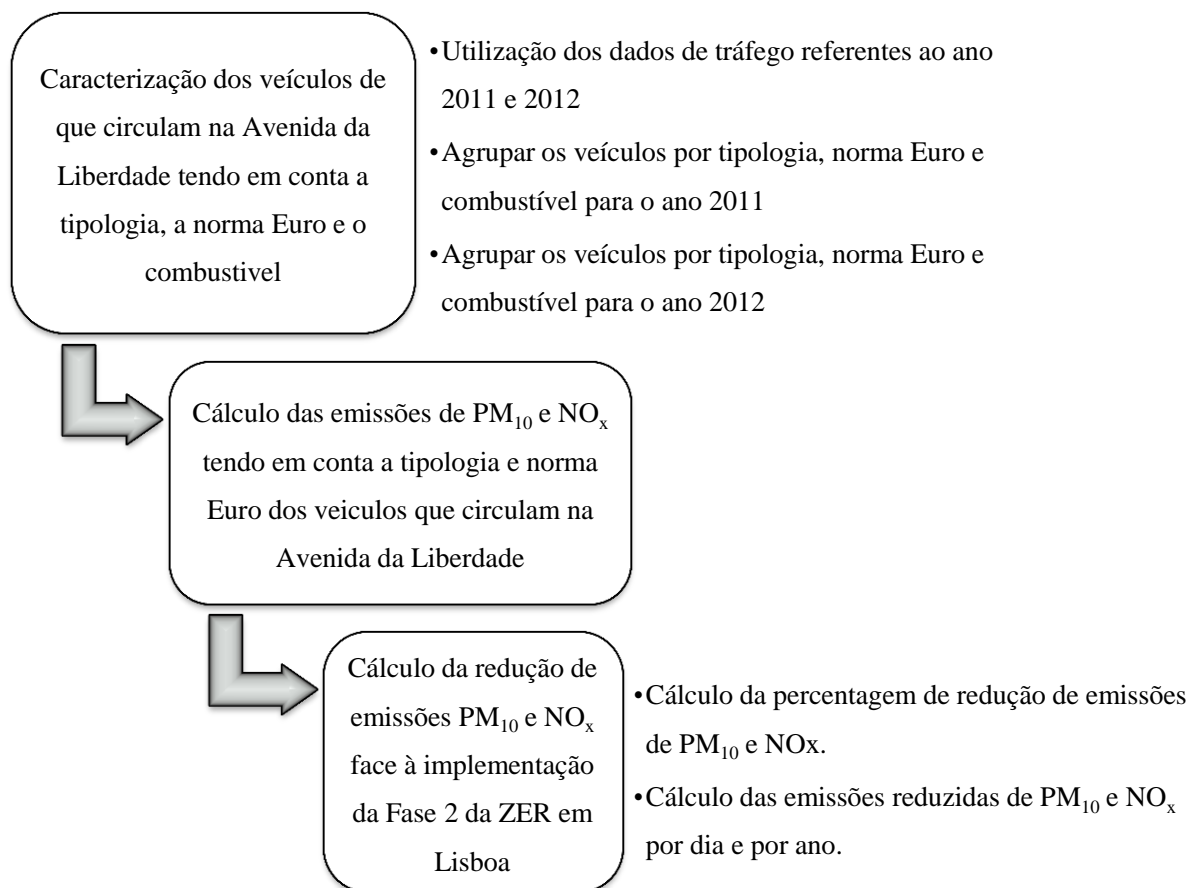 Caracterização dos veículos de
que circulam na Avenida da
Liberdade tendo em conta a
tipologia, a norma Euro e o
combustivel
•Utilização dos dados de tráfego referentes ao ano
2011 e 2012
•Agrupar os veículos por tipologia, norma Euro e
combustível para o ano 2011
•Agrupar os veículos por tipologia, norma Euro e
combustível para o ano 2012
Cálculo das emissões de PM₁₀ e NOₓ
tendo em conta a tipologia e norma
Euro dos veiculos que circulam na
Avenida da Liberdade
Cálculo da redução de
emissões PM₁₀ e NOₓ
face à implementação
da Fase 2 da ZER em
Lisboa
•Cálculo da percentagem de redução de emissões
de PM₁₀ e NOx.
•Cálculo das emissões reduzidas de PM₁₀ e NOₓ
por dia e por ano.